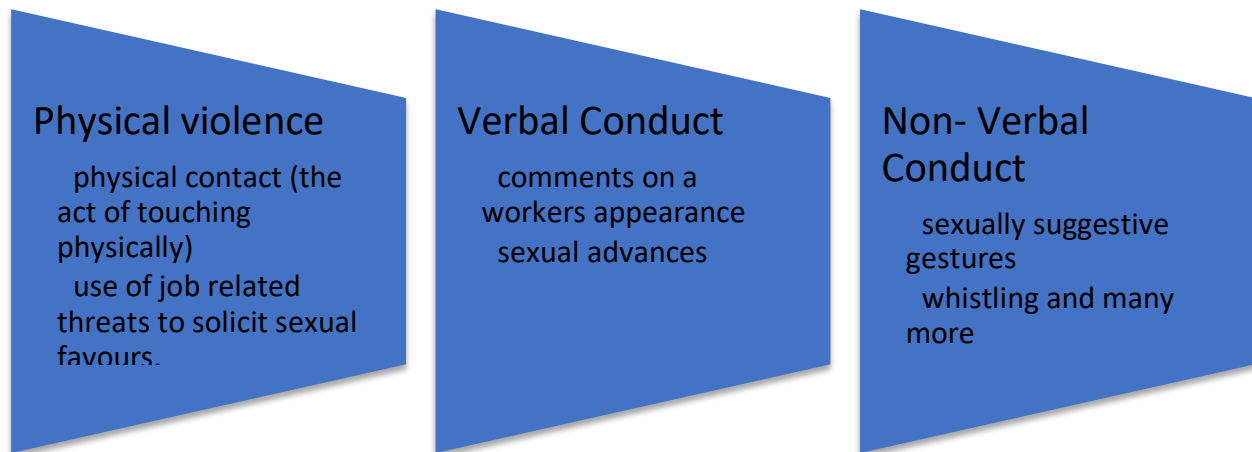 Physical violence
physical contact (the
act of touching
physically)
use of job related
threats to solicit sexual
favours.
Verbal Conduct
comments on a
workers appearance
sexual advances
Non- Verbal
Conduct
sexually suggestive
gestures
whistling and many
more